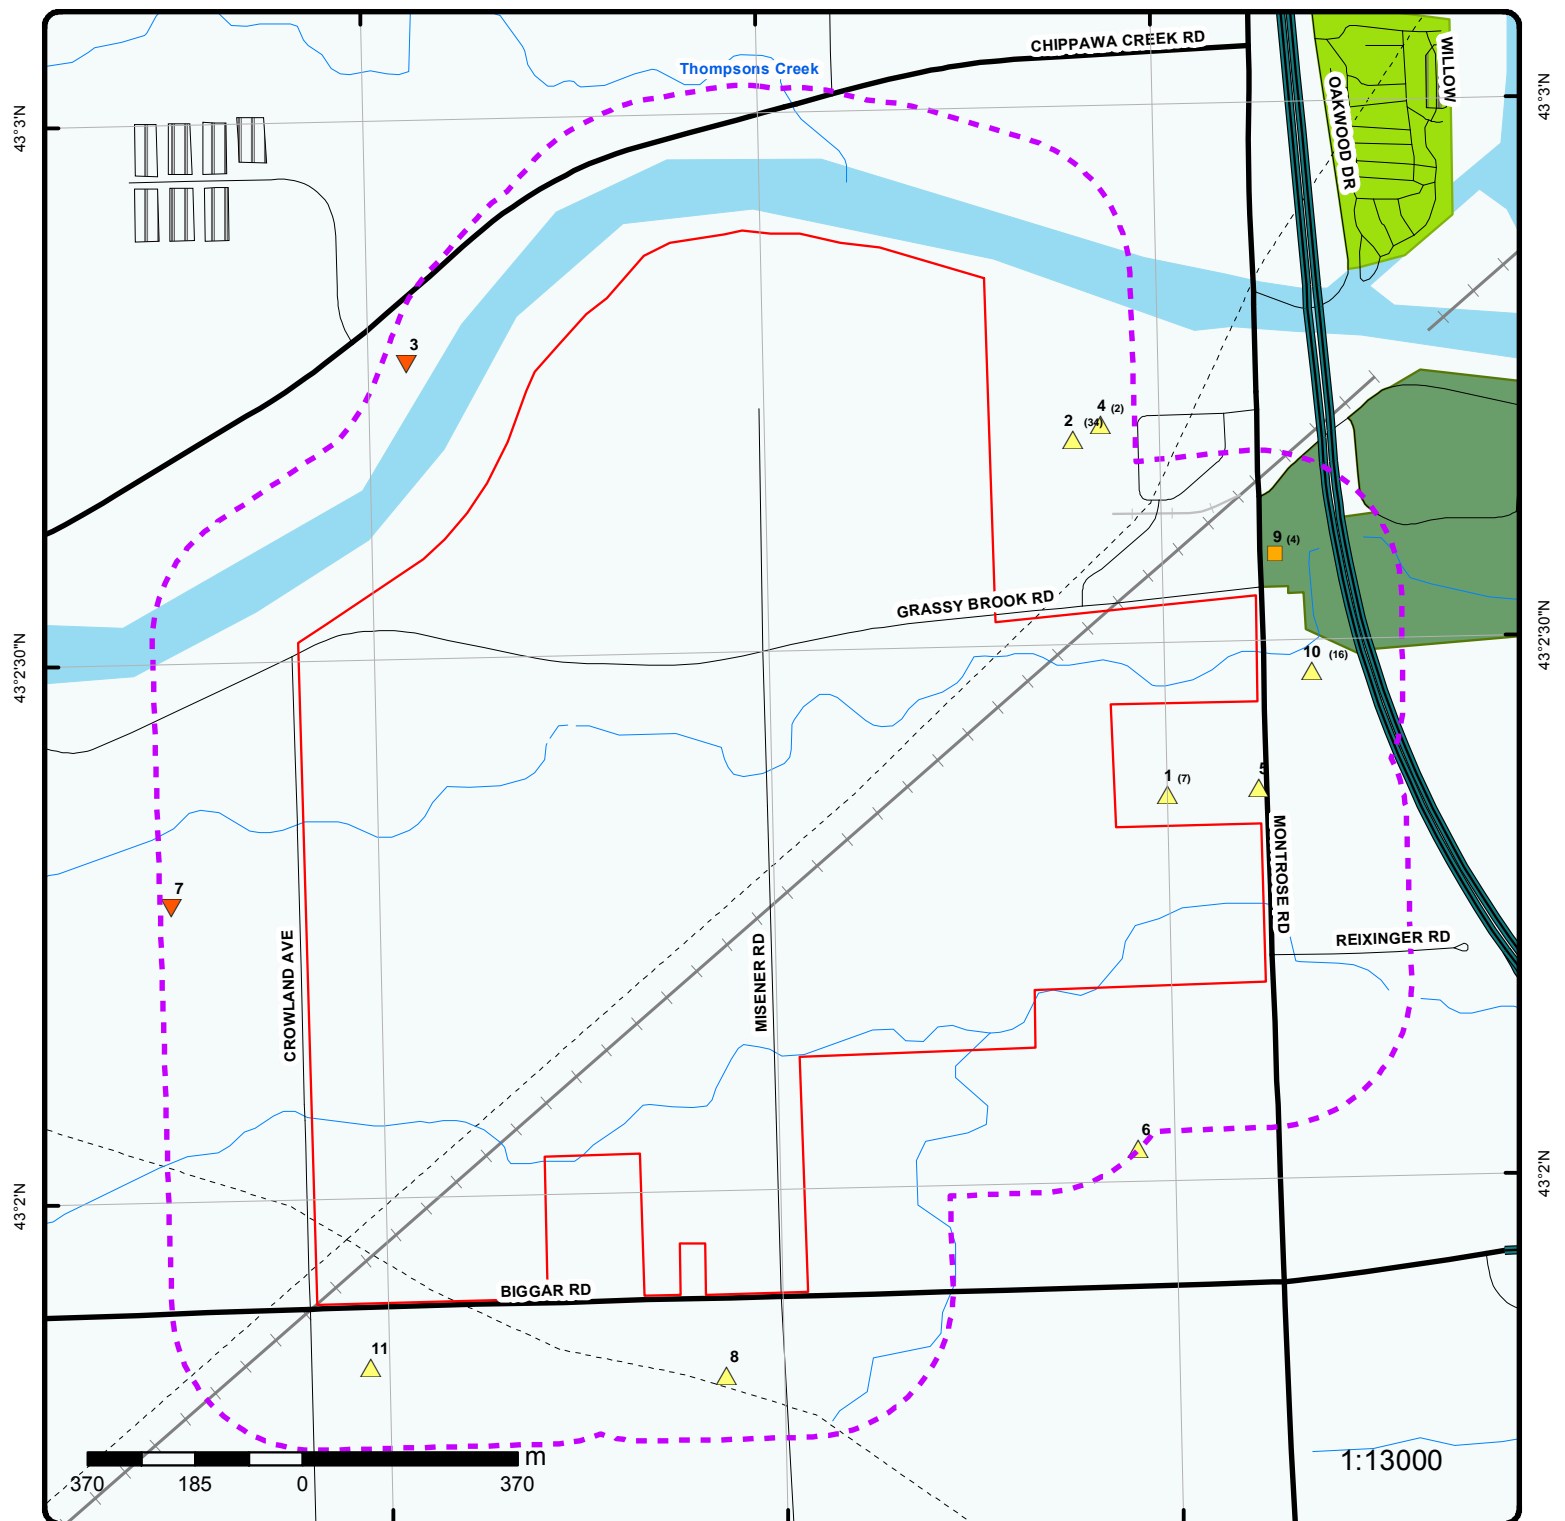 CHIPPAWA CREEK RD
WILLOW
Thompsons Creek
OAKWOOD DR
43°3'N
43°3'N
3
4 (2)
2 (34)
9 (4)
GRASSY BROOK RD
43°2'30"N
43°2'30"N
10 (16)
1 (7)
5
MONTROSE RD
7
REIXINGER RD
CROWLAND AVE
MISENER RD
6
43°2'N
43°2'N
BIGGAR RD
11
8
m
370 185 0 370
1:13000